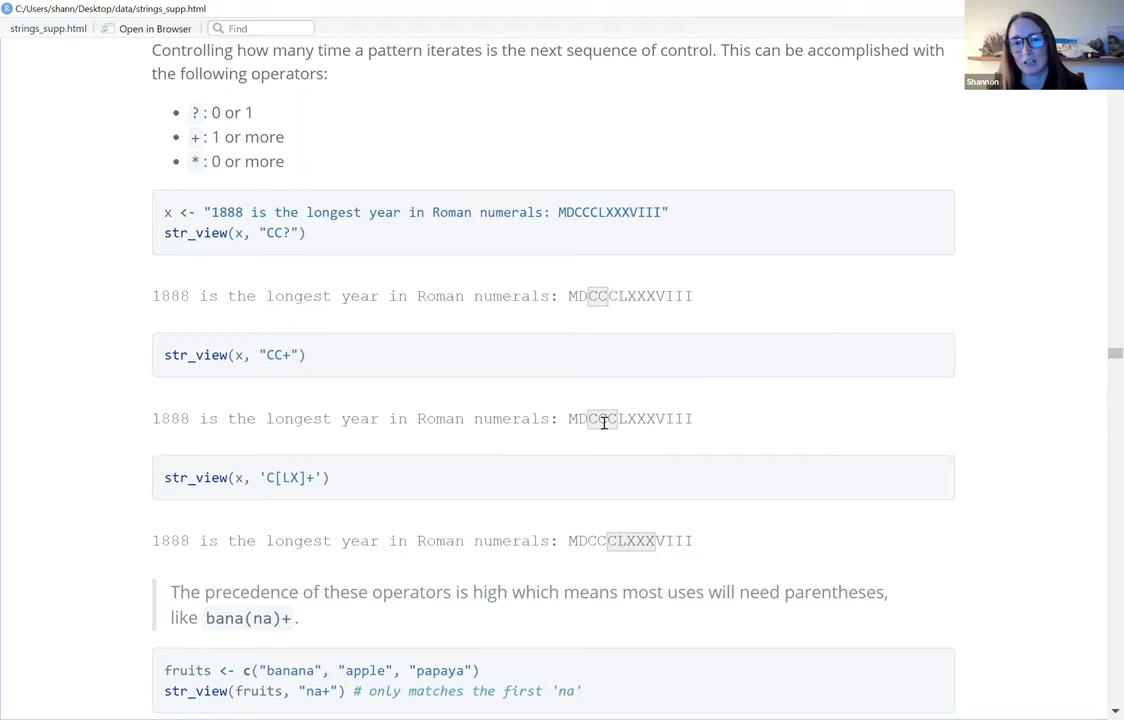 C:/Users/shann/Desktop/data/strings_supp.html
strings_supp.html Open in Browser Find
Controlling how many time a pattern iterates is the next sequence of control. This can be accomplished with
the following operators:
• ? : 0 or 1
• + : 1 or more
• * : 0 or more
x <- "1888 is the longest year in Roman numerals: MDCCCLXXXVIII"
str_view(x, "CC?")
1888 is the longest year in Roman numerals: MDCCCLXXXVIII
str_view(x, "CC+")
1888 is the longest year in Roman numerals: MDCCCLXXXVIII
str_view(x, 'C[LX]+')
1888 is the longest year in Roman numerals: MDCCCLXXXVIII
The precedence of these operators is high which means most uses will need parentheses,
like bana(na)+ .
fruits <- c("banana", "apple", "papaya")
str_view(fruits, "na+") # only matches the first 'na'
Shannon